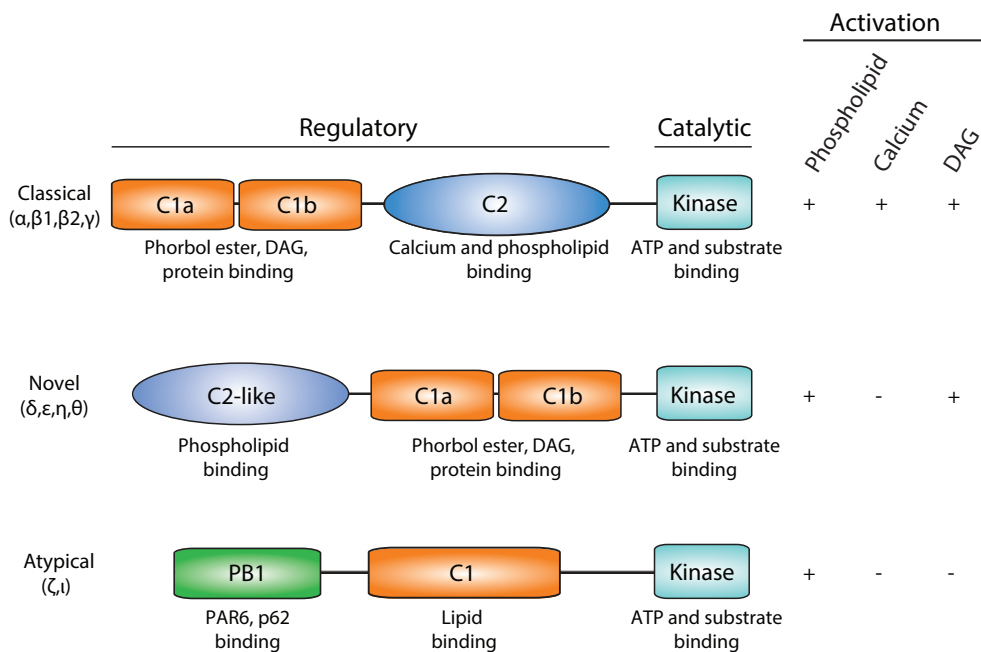 Activation
Regulatory
Catalytic
Phospholipid
Calcium
DAG
Classical
(α,β1,β2,γ)
C1a
C1b
C2
Kinase
+
+
+
Phorbol ester, DAG,
protein binding
Calcium and phospholipid
binding
ATP and substrate
binding
Novel
(δ,ε,η,θ)
C2-like
C1a
C1b
Kinase
+
-
+
Phospholipid
binding
Phorbol ester, DAG,
protein binding
ATP and substrate
binding
Atypical
(ζ,ι)
PB1
C1
Kinase
+
-
-
PAR6, p62
binding
Lipid
binding
ATP and substrate
binding